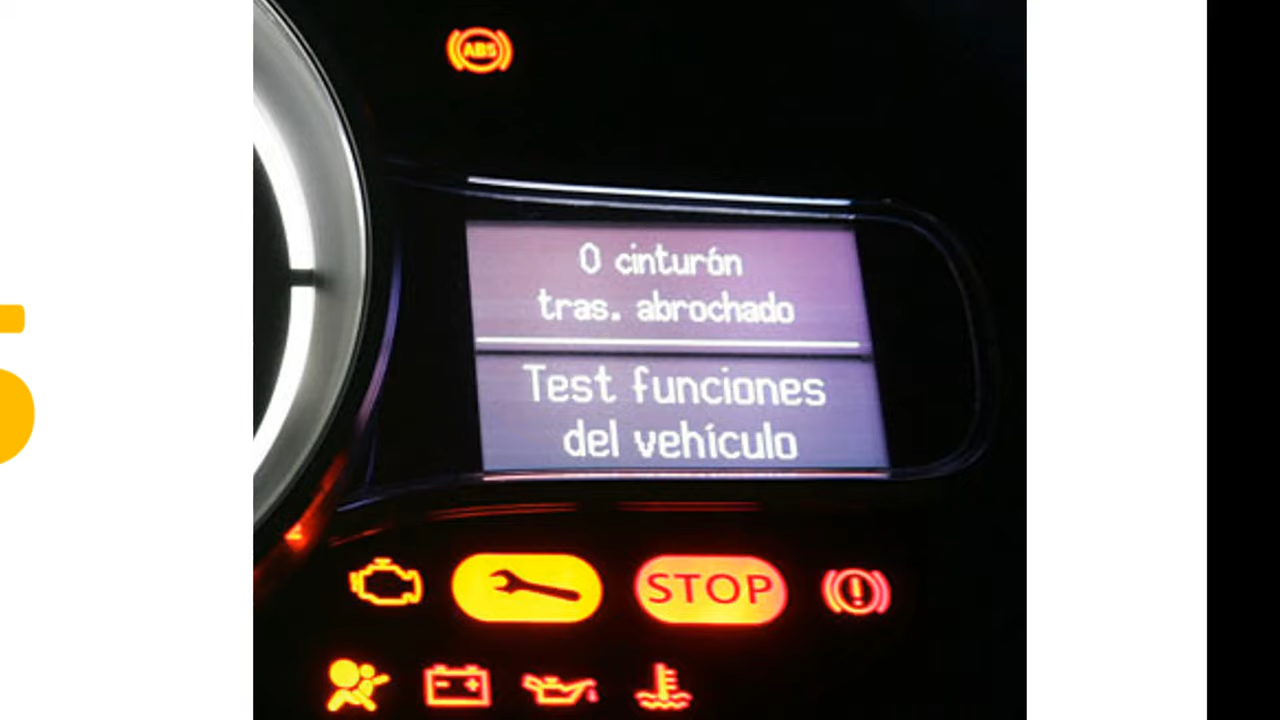 ABS
0 cinturón
tras. abrochado
Test funciones
del vehículo
STOP